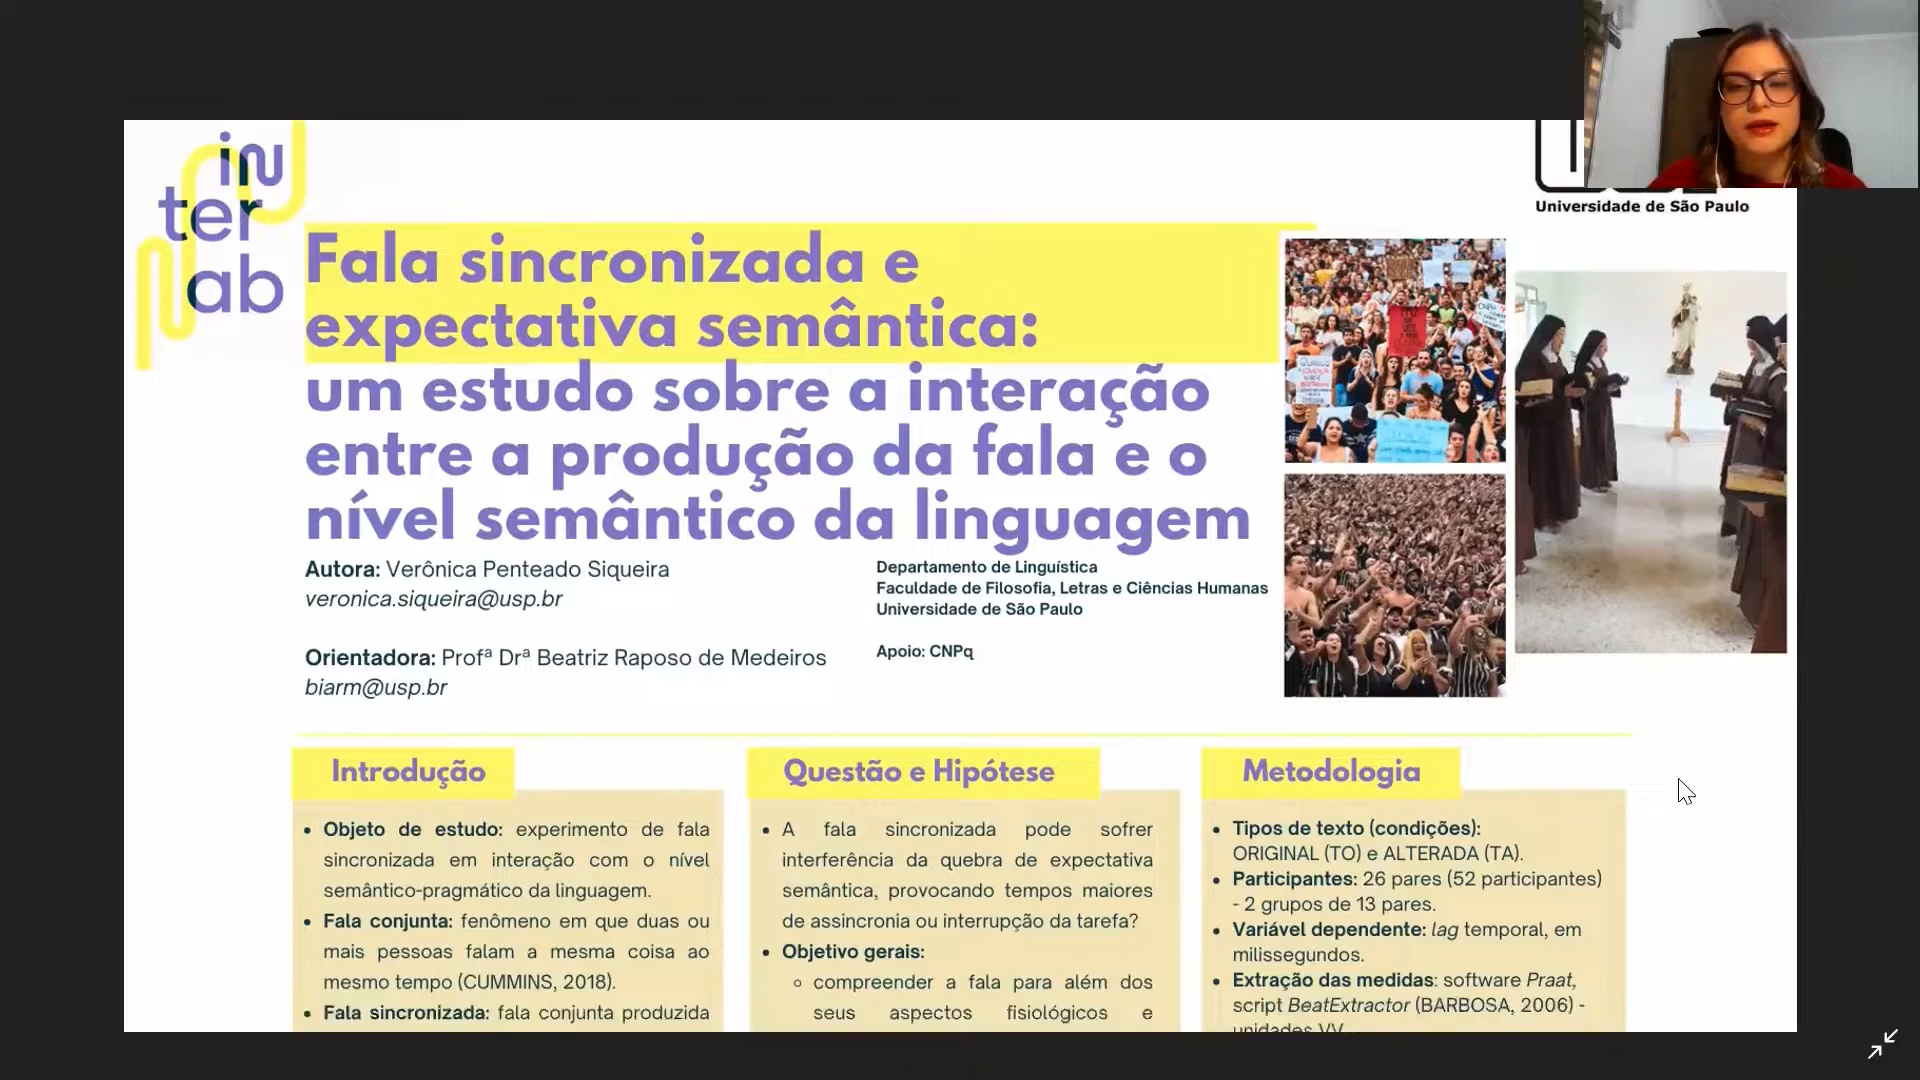 in
ter
lab
Universidade de São Paulo
Fala sincronizada e
expectativa semântica:
um estudo sobre a interação
entre a produção da fala e o
nível semântico da linguagem
Autora: Verônica Penteado Siqueira
veronica.siqueira@usp.br
Orientadora: Profª Drª Beatriz Raposo de Medeiros
biarm@usp.br
Departamento de Linguística
Faculdade de Filosofia, Letras e Ciências Humanas
Universidade de São Paulo
Apoio: CNPq
Introdução
• Objeto de estudo: experimento de fala
sincronizada em interação com o nível
semântico-pragmático da linguagem.
• Fala conjunta: fenômeno em que duas ou
mais pessoas falam a mesma coisa ao
mesmo tempo (CUMMINS, 2018).
• Fala sincronizada: fala conjunta produzida
Questão e Hipótese
• A fala sincronizada pode sofrer
interferência da quebra de expectativa
semântica, provocando tempos maiores
de assincronia ou interrupção da tarefa?
• Objetivo gerais:
○ compreender a fala para além dos
seus aspectos fisiológicos e
Metodologia
• Tipos de texto (condições):
ORIGINAL (TO) e ALTERADA (TA).
• Participantes: 26 pares (52 participantes)
- 2 grupos de 13 pares.
• Variável dependente: lag temporal, em
milissegundos.
• Extração das medidas: software Praat,
script BeatExtractor (BARBOSA, 2006) -
unidades VV